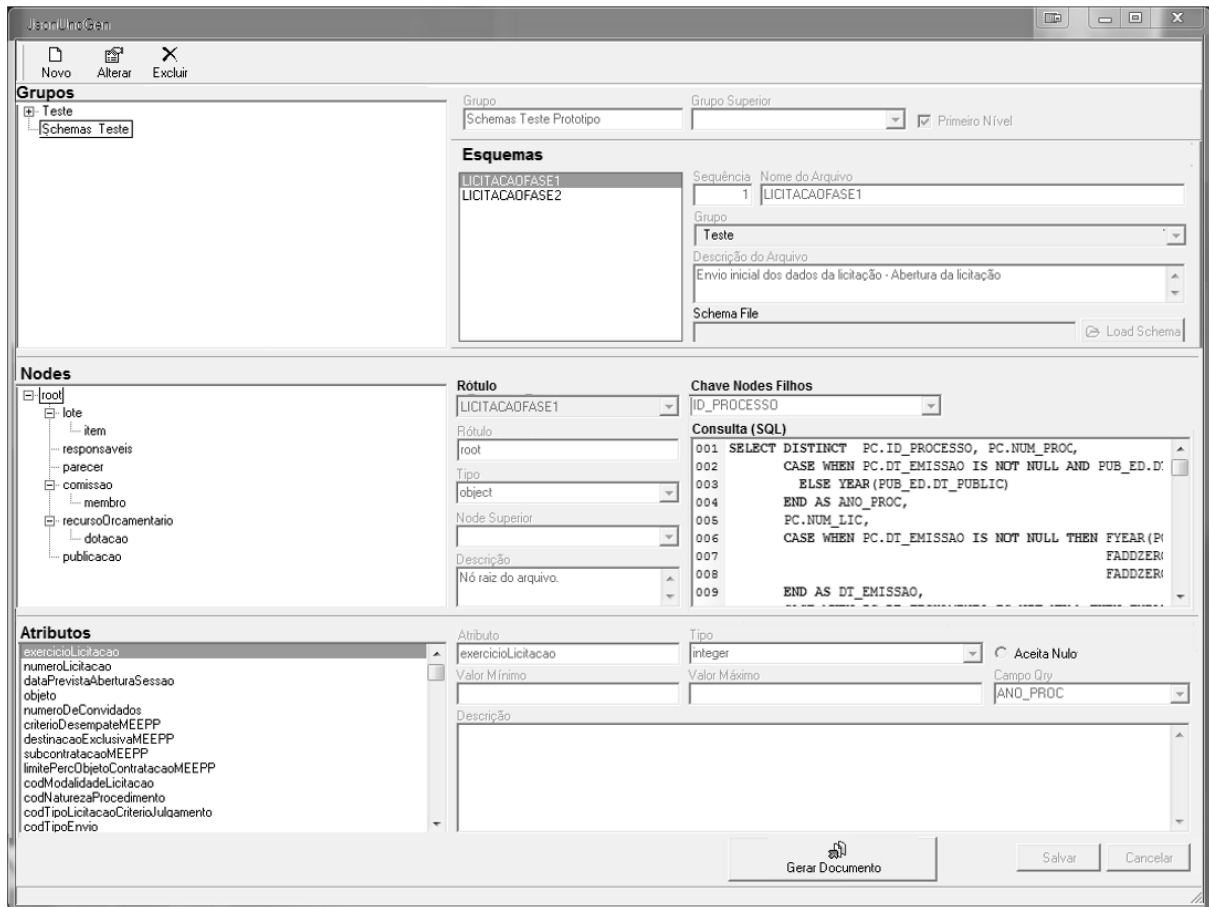 JsonUnoGen
Novo Alterar Excluir
Grupos
Teste
Schemas Teste
Grupo Grupo Superior
Schemas Teste Prototipo Primeiro Nível
Esquemas
LICITACAOFASE1
LICITACAOFASE2
Sequência Nome do Arquivo
1 LICITACAOFASE1
Grupo
Teste
Descrição do Arquivo
Envio inicial dos dados da licitação - Abertura da licitação
Schema File
Load Schema
Nodes
root
lote
item
responsaveis
parecer
comissao
membro
recursoOrcamentario
dotacao
publicacao
Rótulo
LICITACAOFASE1
Rótulo
root
Tipo
object
Node Superior
Descrição
Nó raiz do arquivo.
Chave Nodes Filhos
ID_PROCESSO
Consulta (SQL)
001 SELECT DISTINCT PC.ID_PROCESSO, PC.NUM_PROC,
002 CASE WHEN PC.DT_EMISSAO IS NOT NULL AND PUB_ED.D
003 ELSE YEAR(PUB_ED.DT_PUBLIC)
004 END AS ANO_PROC,
005 PC.NUM_LIC,
006 CASE WHEN PC.DT_EMISSAO IS NOT NULL THEN FYEAR(P
007 FADDZERO
008 FADDZERO
009 END AS DT_EMISSAO,
Atributos
exercicioLicitacao
numeroLicitacao
dataPrevistaAberturaSessao
objeto
numeroDeConvidados
criterioDesempateMEEPP
destinacaoExclusivaMEEPP
subcontratacaoMEEPP
limitePercObjetoContratacaoMEEPP
codModalidadeLicitacao
codNaturezaProcedimento
codTipoLicitacaoCriterioJulgamento
codTipoEnvio
Atributo Tipo
exercicioLicitacao integer Aceita Nulo
Valor Mínimo Valor Máximo Campo Qry
ANO_PROC
Descrição
Gerar Documento
Salvar Cancelar